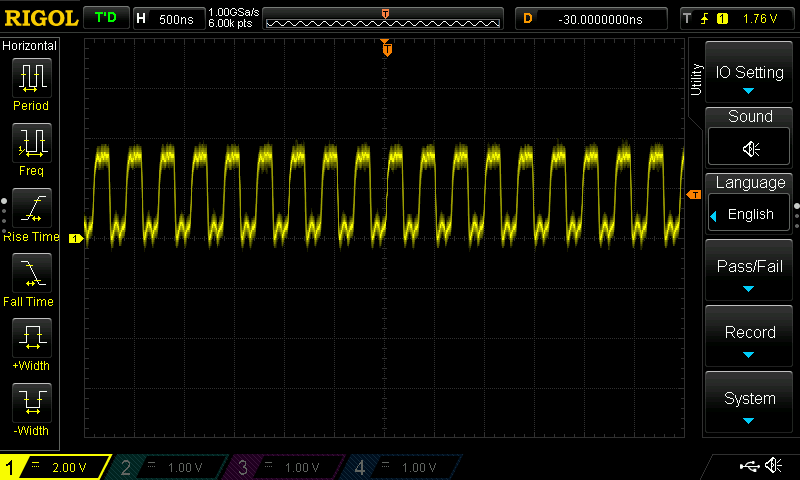 RIGOL T'D H 500ns 1.00GSa/s D -30.0000000ns T 1 1.76 V
6.00k pts
T
Horizontal
Period
Freq
Rise Time
Fall Time
+Width
-Width
T
T
1
Utility
IO Setting
Sound
Language
English
Pass/Fail
Record
System
1 2.00 V 2 1.00 V 3 1.00 V 4 1.00 V